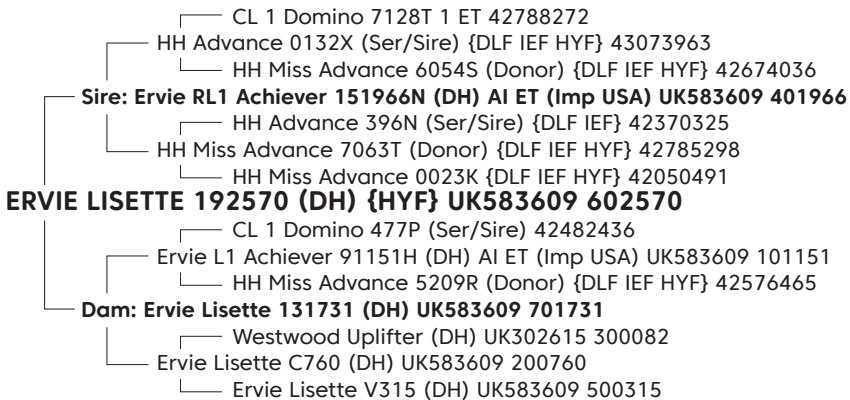 CL 1 Domino 7128T 1 ET 42788272
HH Advance 0132X (Ser/Sire) {DLF IEF HYF} 43073963
HH Miss Advance 6054S (Donor) {DLF IEF HYF} 42674036
Sire: Ervie RL1 Achiever 151966N (DH) AI ET (Imp USA) UK583609 401966
HH Advance 396N (Ser/Sire) {DLF IEF} 42370325
HH Miss Advance 7063T (Donor) {DLF IEF HYF} 42785298
HH Miss Advance 0023K {DLF IEF HYF} 42050491
ERVIE LISETTE 192570 (DH) {HYF} UK583609 602570
CL 1 Domino 477P (Ser/Sire) 42482436
Ervie L1 Achiever 91151H (DH) AI ET (Imp USA) UK583609 101151
HH Miss Advance 5209R (Donor) {DLF IEF HYF} 42576465
Dam: Ervie Lisette 131731 (DH) UK583609 701731
Westwood Uplifter (DH) UK302615 300082
Ervie Lisette C760 (DH) UK583609 200760
Ervie Lisette V315 (DH) UK583609 500315